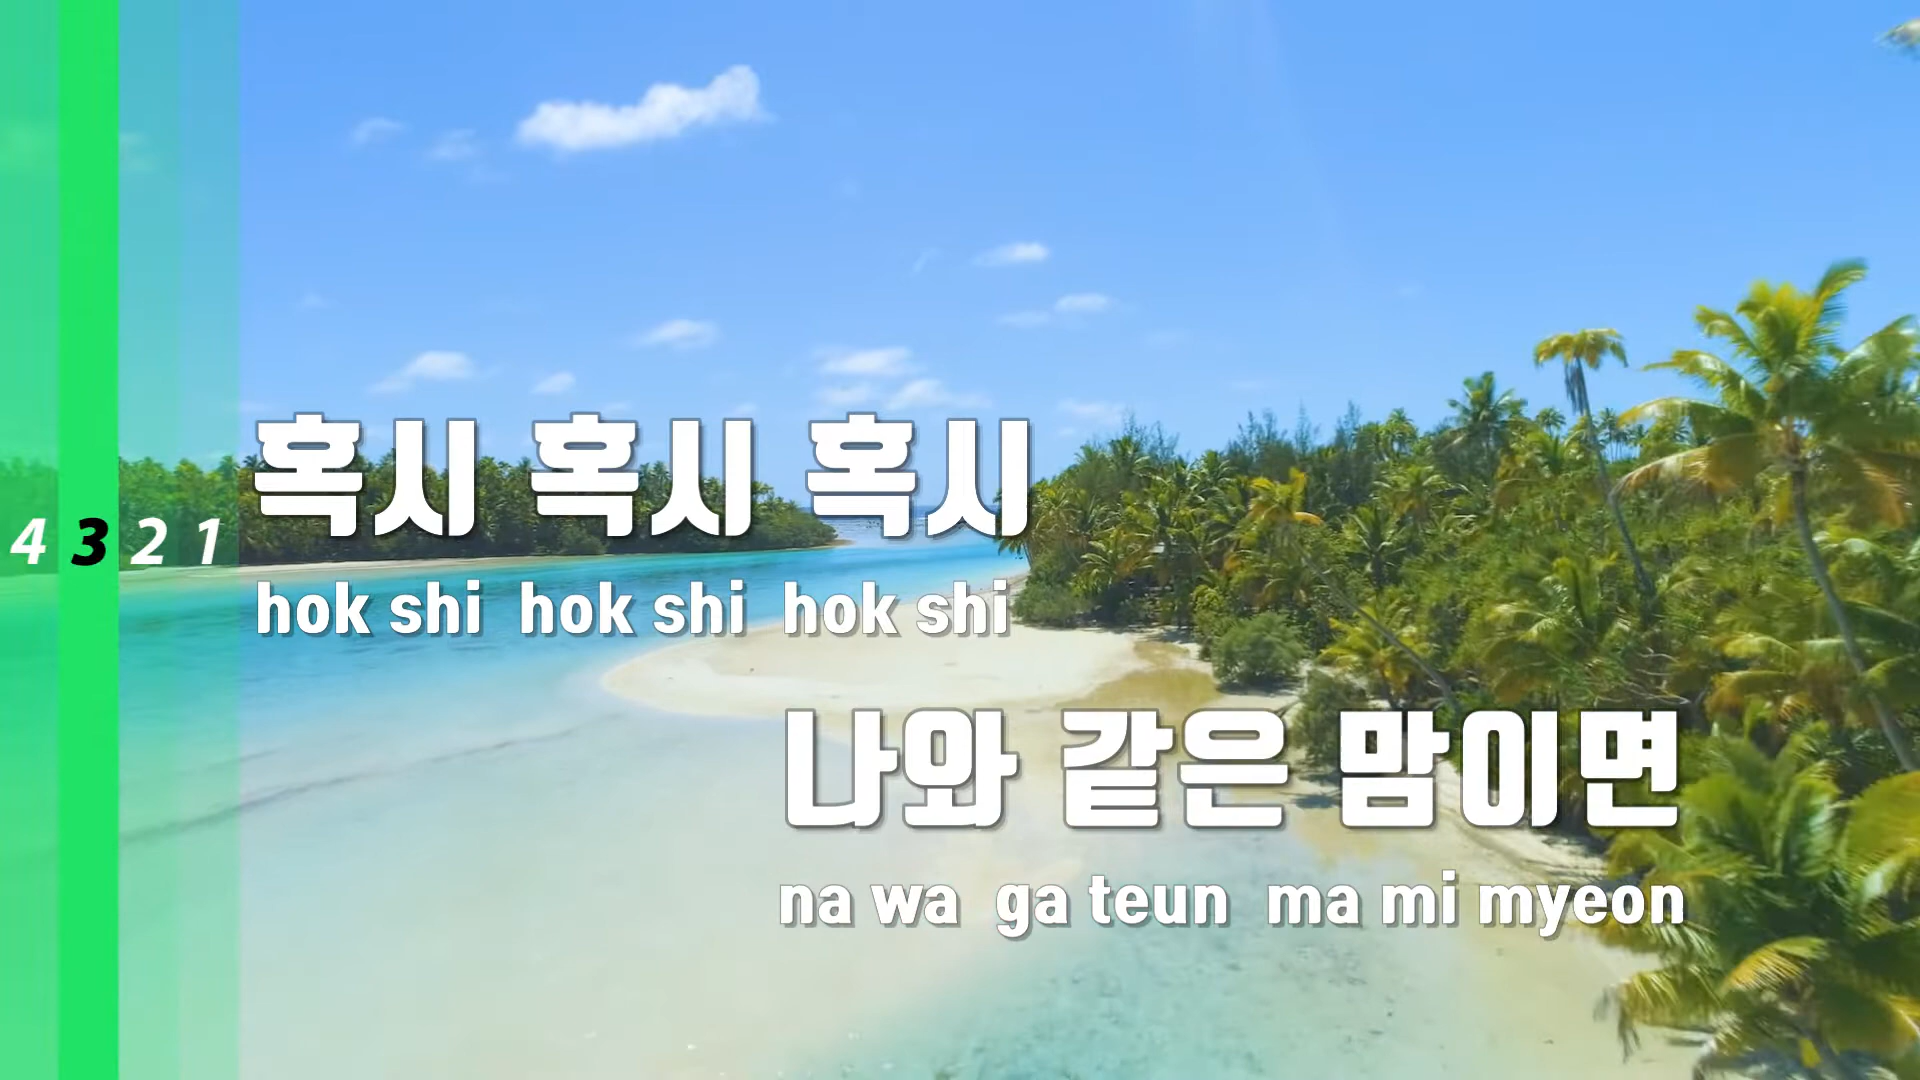 4 3 2 1
혹시 혹시 혹시
hok shi hok shi hok shi
나와 같은 맘이면
na wa ga teun ma mi myeon